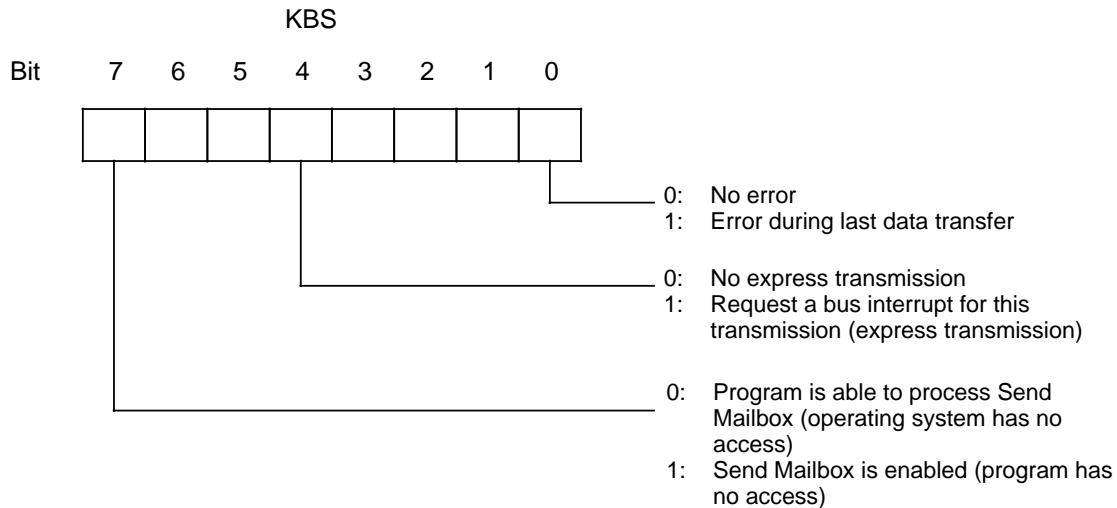 KBS
Bit 7 6 5 4 3 2 1 0
0: No error
1: Error during last data transfer
0: No express transmission
1: Request a bus interrupt for this
transmission (express transmission)
0: Program is able to process Send
Mailbox (operating system has no
access)
1: Send Mailbox is enabled (program has
no access)